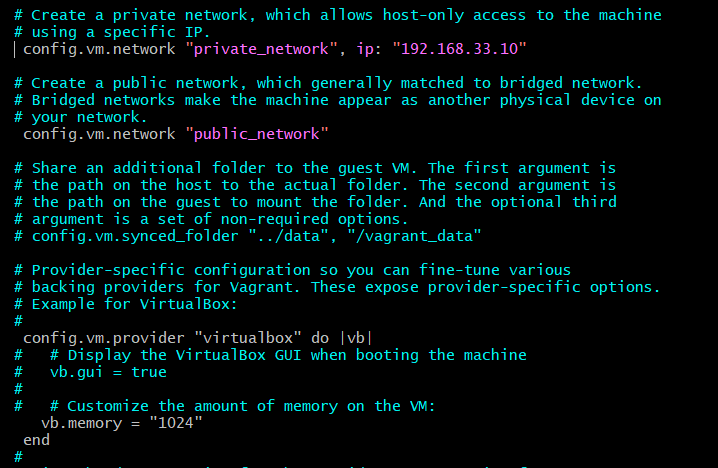 # Create a private network, which allows host-only access to the machine
# using a specific IP.
config.vm.network "private_network", ip: "192.168.33.10"
# Create a public network, which generally matched to bridged network.
# Bridged networks make the machine appear as another physical device on
# your network.
config.vm.network "public_network"
# Share an additional folder to the guest VM. The first argument is
# the path on the host to the actual folder. The second argument is
# the path on the guest to mount the folder. And the optional third
# argument is a set of non-required options.
# config.vm.synced_folder "../data", "/vagrant_data"
# Provider-specific configuration so you can fine-tune various
# backing providers for Vagrant. These expose provider-specific options.
# Example for VirtualBox:
#
config.vm.provider "virtualbox" do |vb|
#   # Display the VirtualBox GUI when booting the machine
#   vb.gui = true
#
#   # Customize the amount of memory on the VM:
vb.memory = "1024"
end
#